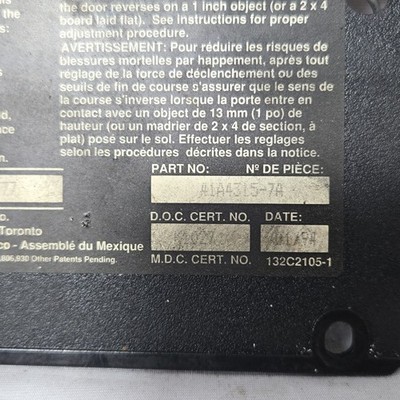 the door reverses on a 1 inch object (or a 2 x 4
board laid flat). See instructions for proper
adjustment procedure.
AVERTISSEMENT: Pour réduire les risques de
blessures mortelles par happement, après tout
réglage de la force de déclenchement ou des
seuils de fin de course s'assurer que le sens de
la course s'inverse lorsque la porte entre en
contact avec un object de 13 mm (1 po) de
hauteur (ou un madrier de 2 x 4 de section, à
plat) posé sur le sol. Effectuer les reglages
selon les procédures décrites dans la notice.
PART NO: Nº DE PIÈCE:
41A4315-7A
D.O.C. CERT. NO. DATE:
Toronto
co - Assemblé du Mexique
Other Patents Pending.
M.D.C. CERT. NO. 132C2105-1